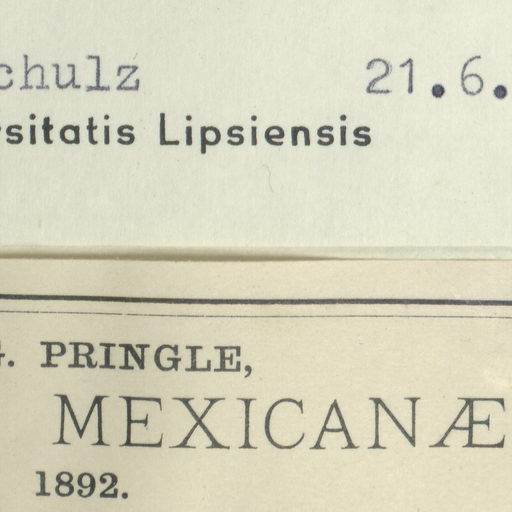 chulz 21.6.
sitatis Lipsiensis
G. PRINGLE,
MEXICANÆ
1892.